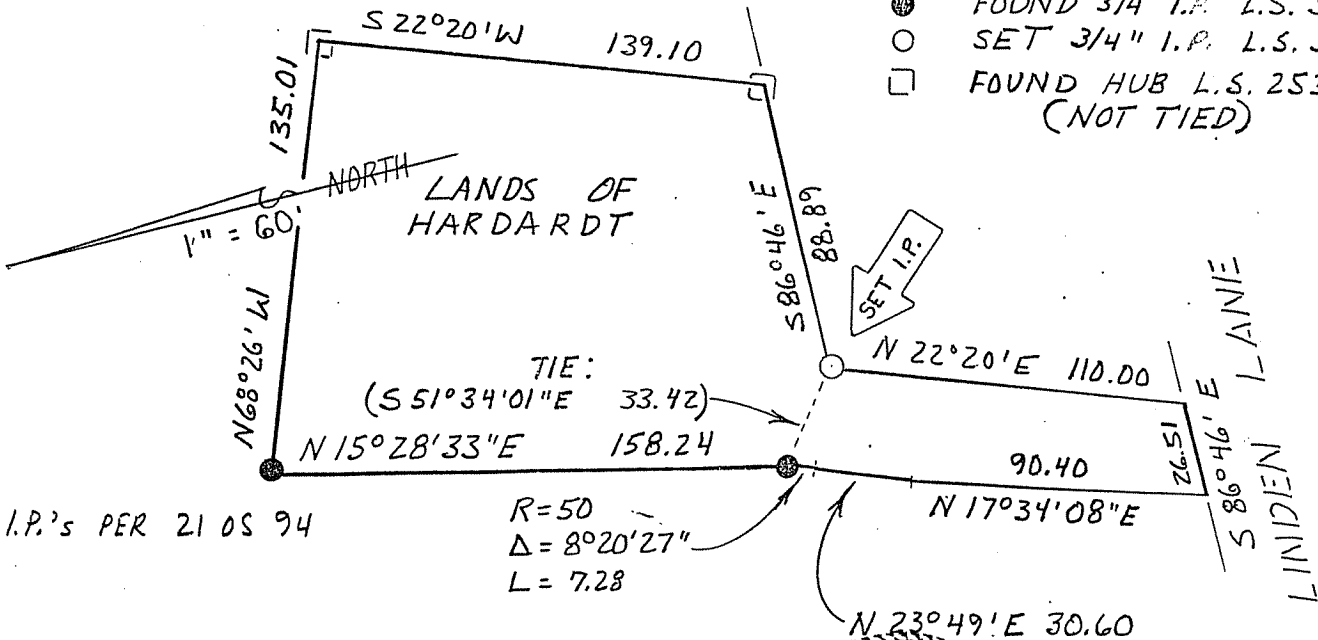 FOUND 3/4" I.P. L.S.
SET 3/4" I.P. L.S.
FOUND HUB L.S. 253
(NOT TIED)
S 22°20'W 139.10
135.01
NORTH
1" = 60'
LANDS OF
HARDARDT
S 86°46' E
88.89
SET I.P.
N 22°20'E 110.00
N68°26' W
TIE:
(S 51°34'01"E 33.42)
N 15°28'33"E 158.24
90.40
N 17°34'08"E
26.51
S 86°46' E
LINDEN LANE
I.P.'s PER 21 OS 94
R=50
Δ = 8°20'27"
L = 7.28
N 23°49'E 30.60